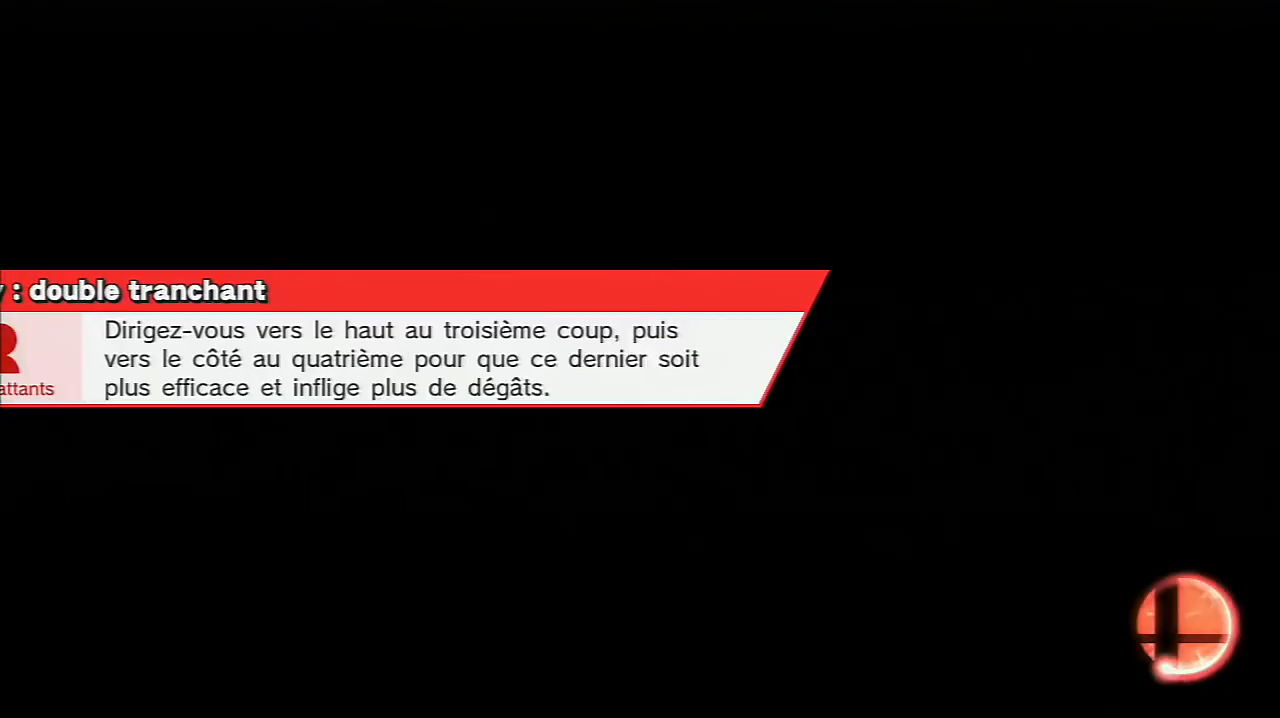 : double tranchant
Dirigez-vous vers le haut au troisième coup, puis
vers le côté au quatrième pour que ce dernier soit
attants
plus efficace et inflige plus de dégâts.